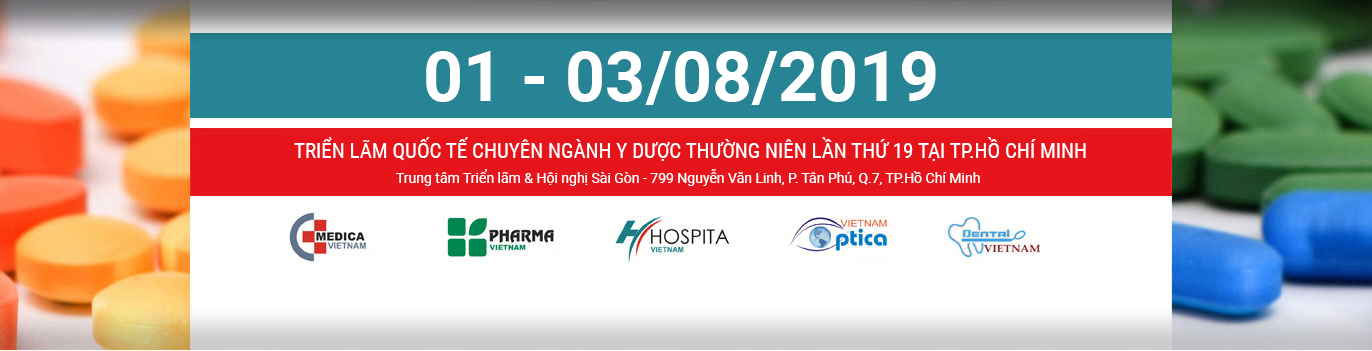 01 - 03/08/2019
TRIỂN LÃM QUỐC TẾ CHUYÊN NGÀNH Y DƯỢC THƯỜNG NIÊN LẦN THỨ 19 TẠI TP.HỒ CHÍ MINH
Trung tâm Triển lãm & Hội nghị Sài Gòn - 799 Nguyễn Văn Linh, P. Tân Phú, Q.7, TP.Hồ Chí Minh
MEDICA
VIETNAM
PHARMA
VIETNAM
HOSPITA
VIETNAM
VIETNAM
Optica
Dental
VIETNAM